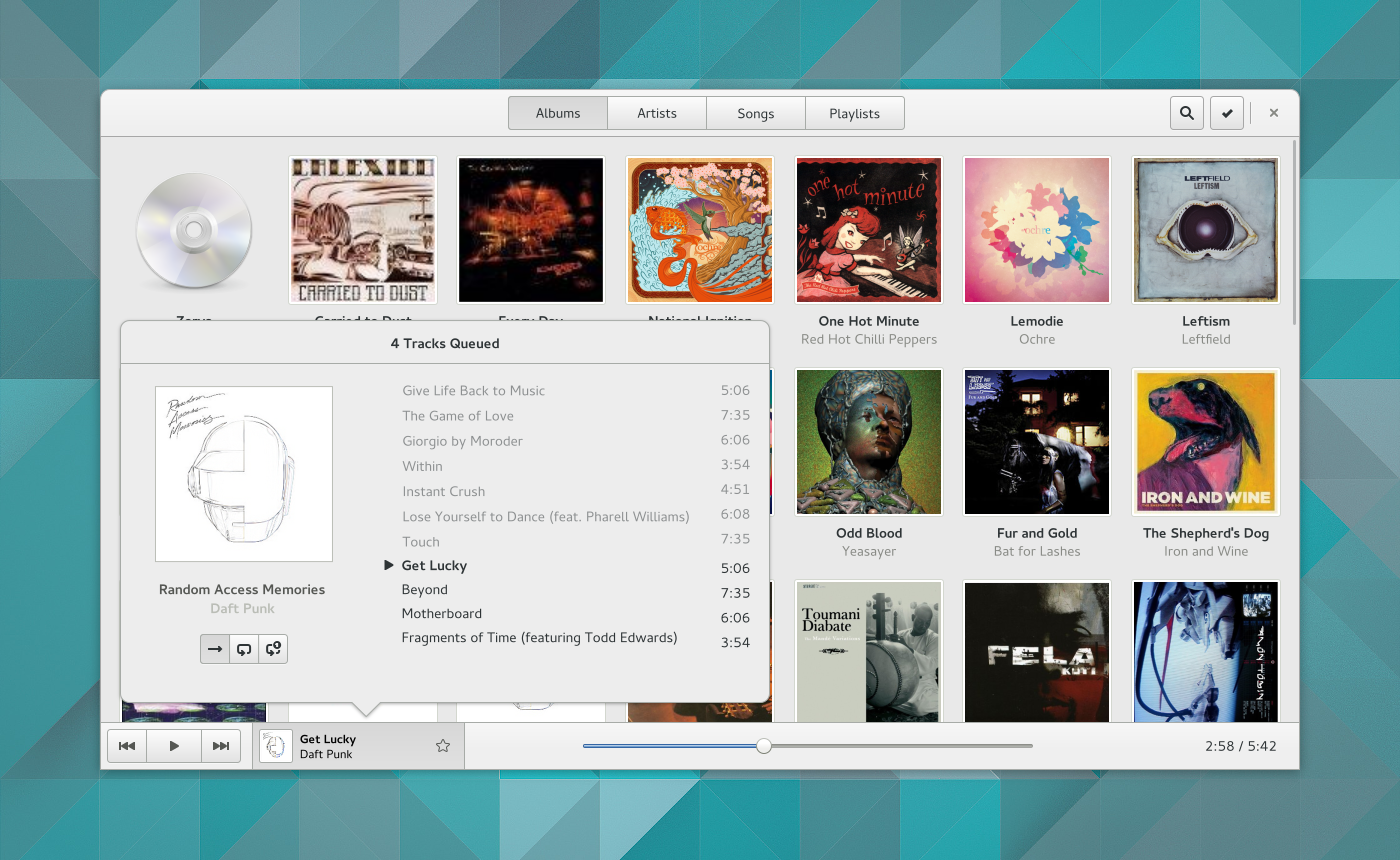 Albums
Artists
Songs
Playlists
CARRIED TO DUST
one hot minute
ochre
LEFTFIELD
LEFTISM
One Hot Minute
Lemodie
Leftism
Red Hot Chilli Peppers
Ochre
Leftfield
4 Tracks Queued
Random
Access
Memories
Give Life Back to Music 5:06
The Game of Love 7:35
Giorgio by Moroder 6:06
Within 3:54
Instant Crush 4:51
Lose Yourself to Dance (feat. Pharell Williams) 6:08
Touch 7:35
Get Lucky 5:06
Beyond 7:35
Motherboard 6:06
Fragments of Time (featuring Todd Edwards) 3:54
Random Access Memories
Daft Punk
IRON AND WINE
Odd Blood
Fur and Gold
The Shepherd's Dog
Yeasayer
Bat for Lashes
Iron and Wine
Toumani
Diabate
FELA
KUTI
Get Lucky
Daft Punk
2:58 / 5:42